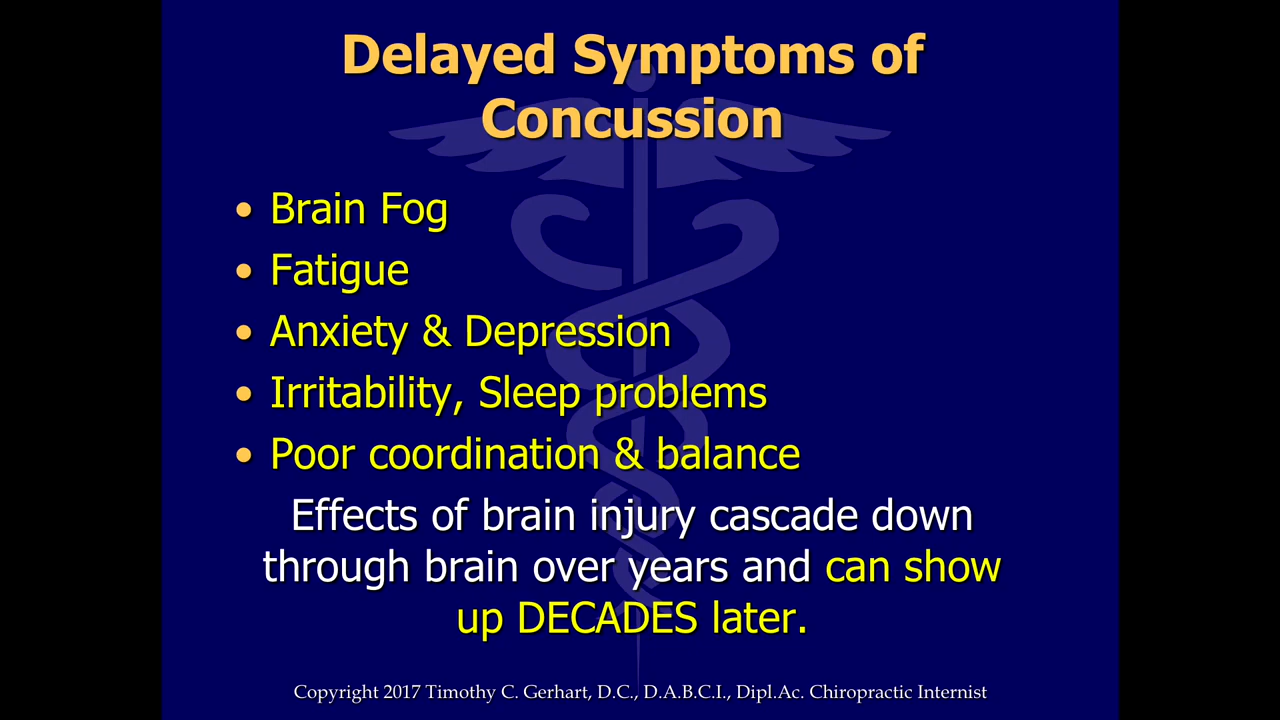 Delayed Symptoms of
Concussion
• Brain Fog
• Fatigue
• Anxiety & Depression
• Irritability, Sleep problems
• Poor coordination & balance
Effects of brain injury cascade down
through brain over years and can show
up DECADES later.
Copyright 2017 Timothy C. Gerhart, D.C., D.A.B.C.I., Dipl.Ac. Chiropractic Internist